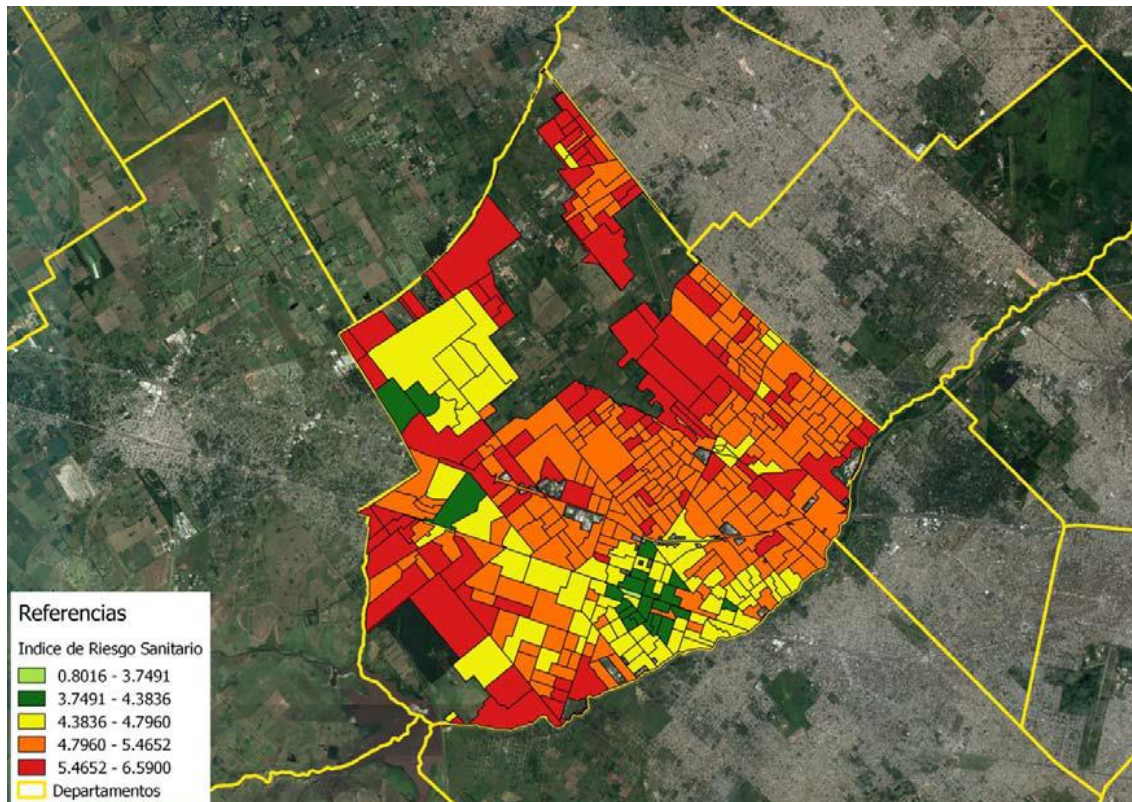 Referencias
Indice de Riesgo Sanitario
0.8016 - 3.7491
3.7491 - 4.3836
4.3836 - 4.7960
4.7960 - 5.4652
5.4652 - 6.5900
Departamentos